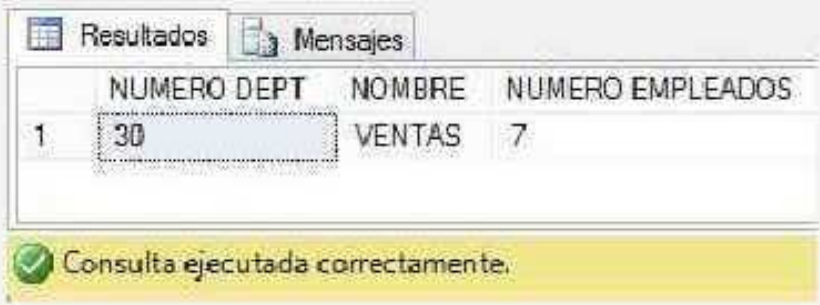 Resultados Mensajes
NUMERO DEPT NOMBRE NUMERO EMPLEADOS
1 30 VENTAS 7
Consulta ejecutada correctamente.